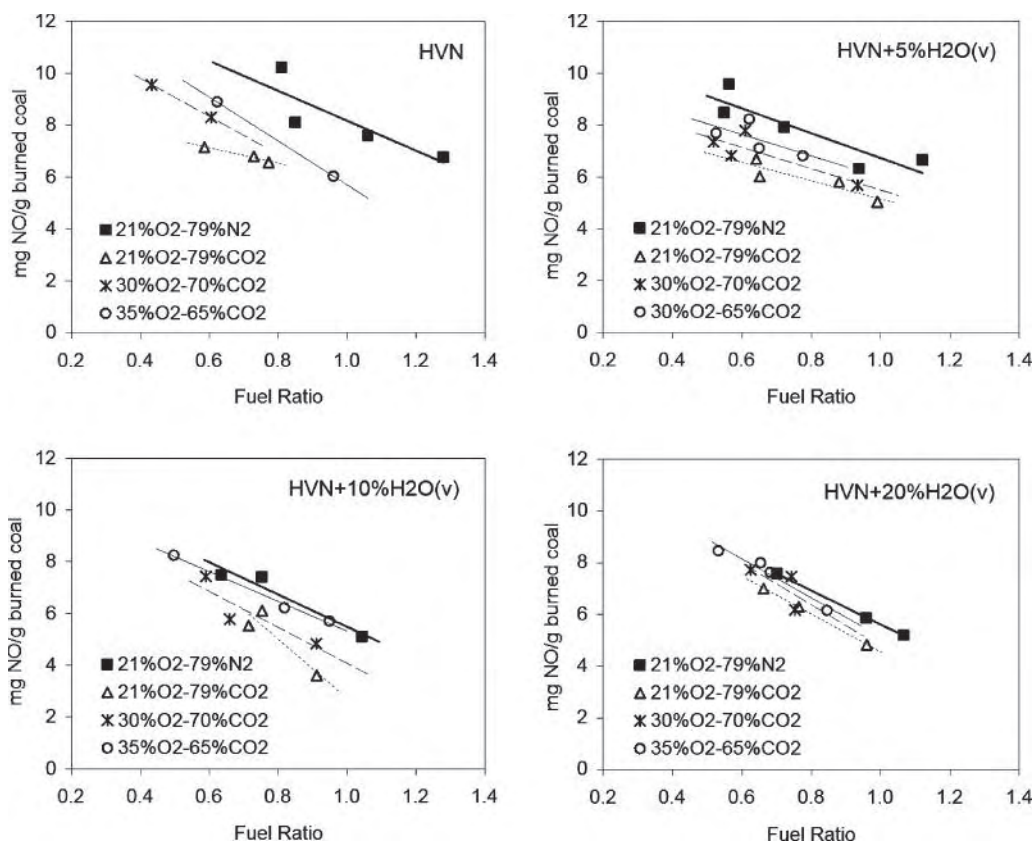 HVN
mg NO/g burned coal
12
10
8
6
4
2
0
21%O2-79%N2
21%O2-79%CO2
30%O2-70%CO2
35%O2-65%CO2
0.2 0.4 0.6 0.8 1.0 1.2 1.4
Fuel Ratio
HVN+5%H2O(v)
mg NO/g burned coal
12
10
8
6
4
2
0
21%O2-79%N2
21%O2-79%CO2
30%O2-70%CO2
30%O2-65%CO2
0.2 0.4 0.6 0.8 1.0 1.2 1.4
Fuel Ratio
HVN+10%H2O(v)
mg NO/g burned coal
12
10
8
6
4
2
0
21%O2-79%N2
21%O2-79%CO2
30%O2-70%CO2
35%O2-65%CO2
0.2 0.4 0.6 0.8 1.0 1.2 1.4
Fuel Ratio
HVN+20%H2O(v)
mg NO/g burned coal
12
10
8
6
4
2
0
21%O2-79%N2
21%O2-79%CO2
30%O2-70%CO2
35%O2-65%CO2
0.2 0.4 0.6 0.8 1.0 1.2 1.4
Fuel Ratio